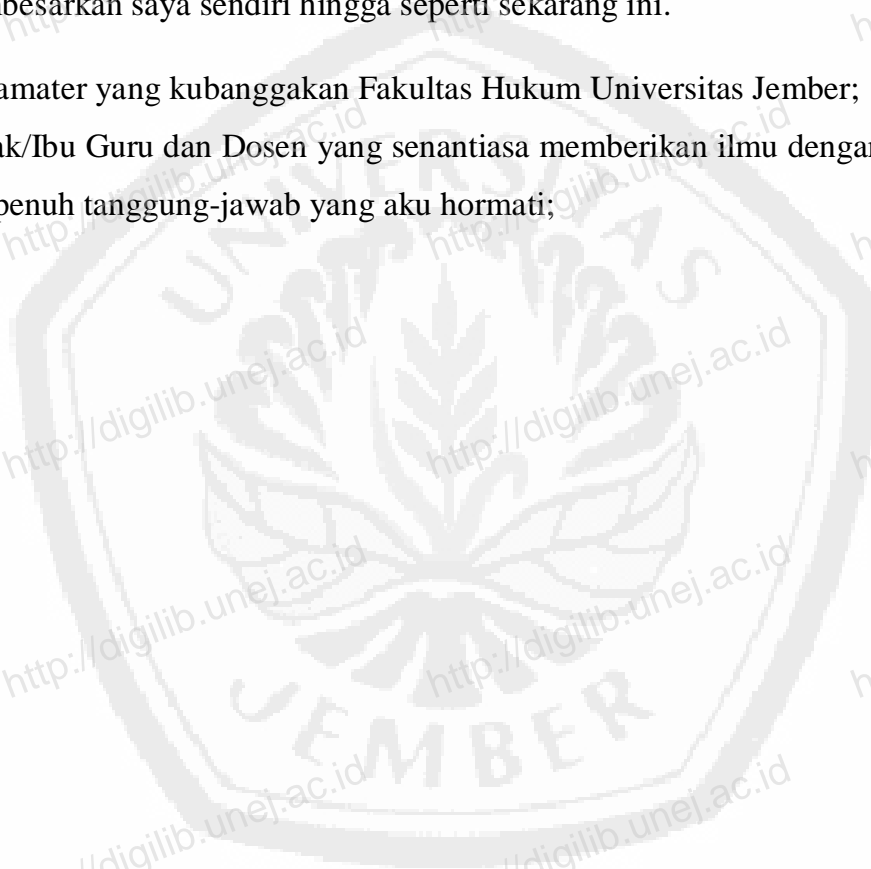 besarkan saya sendiri hingga seperti sekarang ini.
amater yang kubanggakan Fakultas Hukum Universitas Jember;
ak/Ibu Guru dan Dosen yang senantiasa memberikan ilmu dengan
penuh tanggung-jawab yang aku hormati;
UNIVERSITAS
http://digilib.unej.ac.id
http://digilib.unej.ac.id
http://digilib.unej.ac.id
http://digilib.unej.ac.id
http://digilib.unej.ac.id
http://digilib.unej.ac.id
JEMBER
//digilib.unej.ac.id
//digilib.unej.ac.id